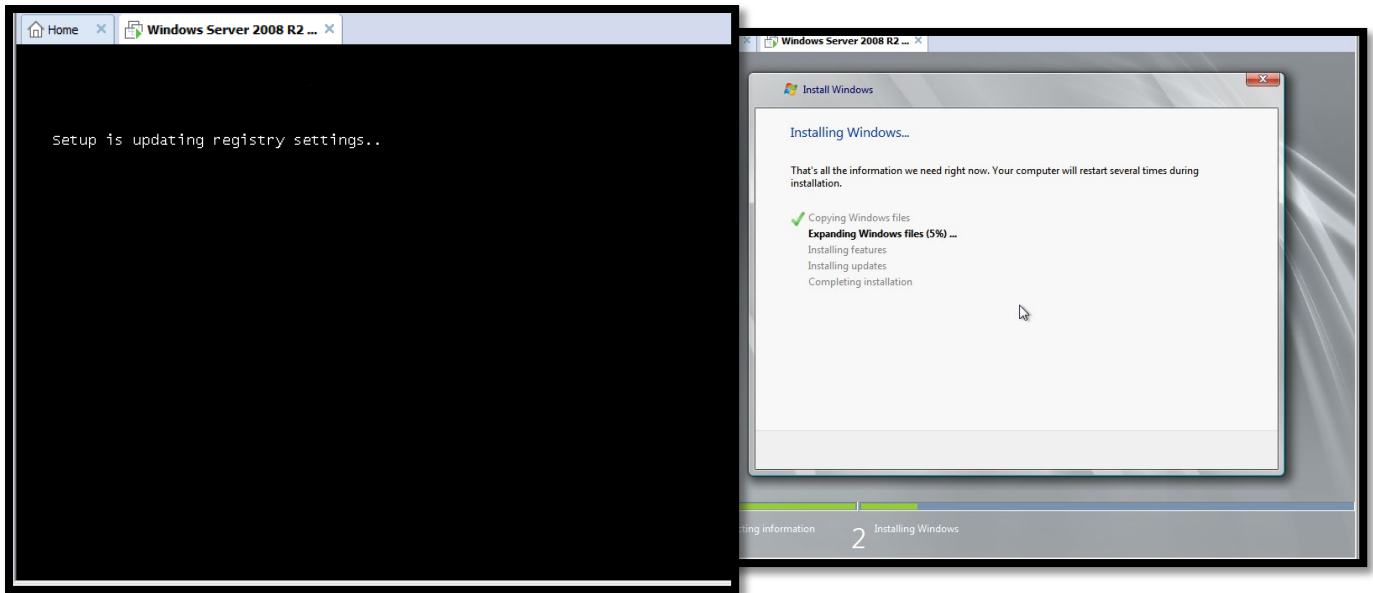 Home
Windows Server 2008 R2 ...
Setup is updating registry settings..
Windows Server 2008 R2 ...
Install Windows
Installing Windows...
That's all the information we need right now. Your computer will restart several times during
installation.
Copying Windows files
Expanding Windows files (5%) ...
Installing features
Installing updates
Completing installation
cting information
2 Installing Windows